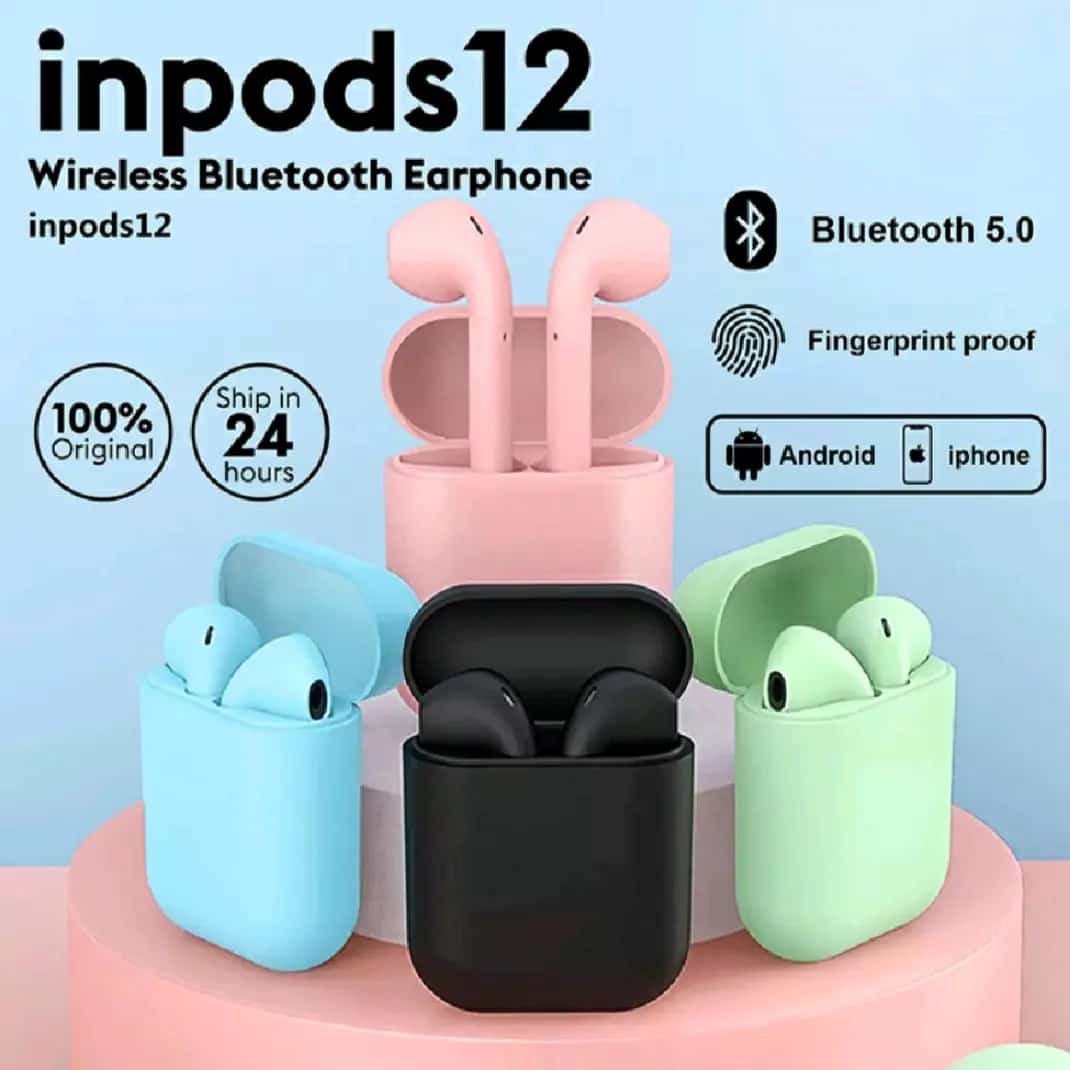 inpods12
Wireless Bluetooth Earphone
inpods12
Bluetooth 5.0
Fingerprint proof
100%
Original
Ship in
24
hours
Android iphone